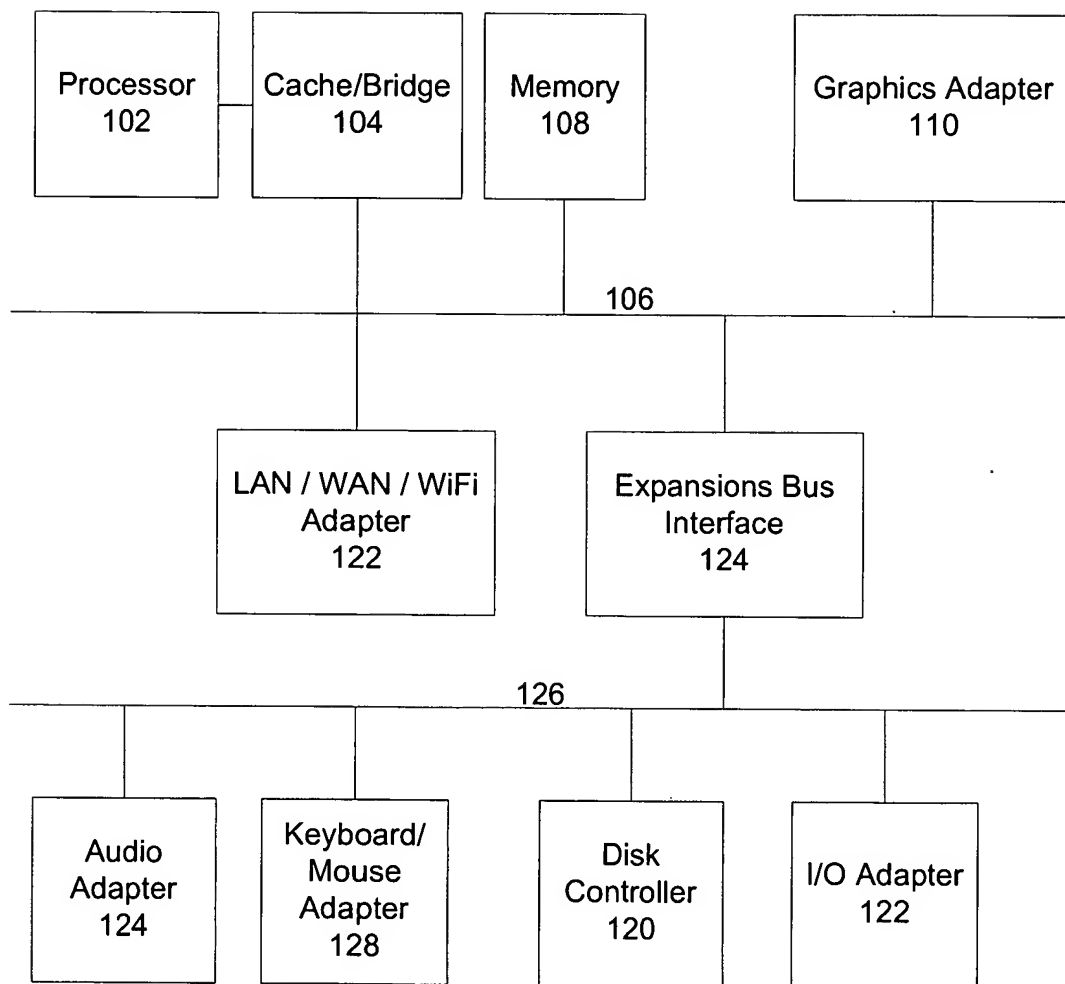 Processor
102
Cache/Bridge
104
Memory
108
Graphics Adapter
110
106
LAN / WAN / WiFi
Adapter
122
Expansions Bus
Interface
124
126
Audio
Adapter
124
Keyboard/
Mouse
Adapter
128
Disk
Controller
120
I/O Adapter
122